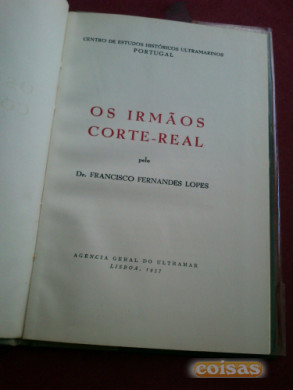 CENTRO DE ESTUDOS HISTÓRICOS ULTRAMARINOS
PORTUGAL
OS IRMÃOS
CORTE-REAL
pelo
DR. FRANCISCO FERNANDES LOPES
AGÊNCIA GERAL DO ULTRAMAR
LISBOA, 1957
coisas